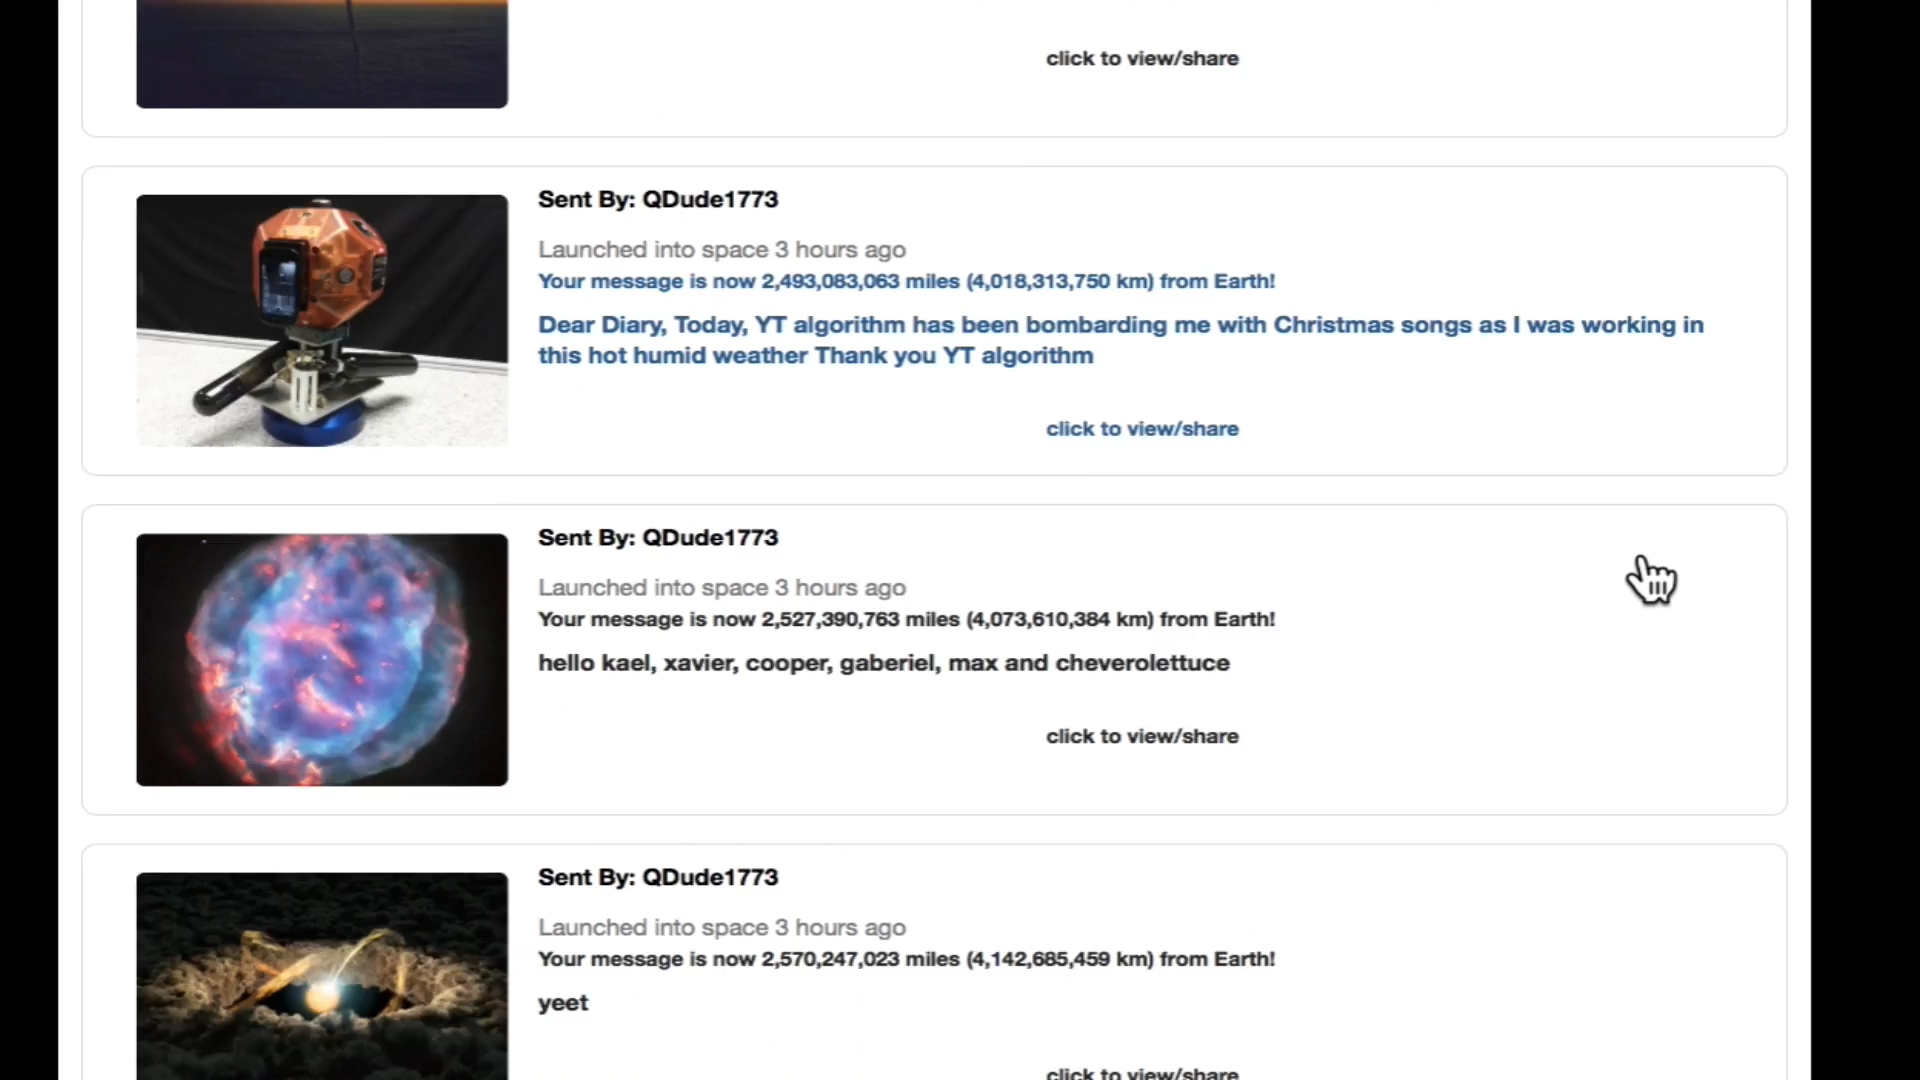 click to view/share
Sent By: QDude1773
Launched into space 3 hours ago
Your message is now 2,493,083,063 miles (4,018,313,750 km) from Earth!
Dear Diary, Today, YT algorithm has been bombarding me with Christmas songs as I was working in
this hot humid weather Thank you YT algorithm
click to view/share
Sent By: QDude1773
Launched into space 3 hours ago
Your message is now 2,527,390,763 miles (4,073,610,384 km) from Earth!
hello kael, xavier, cooper, gaberiel, max and cheverolettuce
click to view/share
Sent By: QDude1773
Launched into space 3 hours ago
Your message is now 2,570,247,023 miles (4,142,685,459 km) from Earth!
yeet
click to view/share